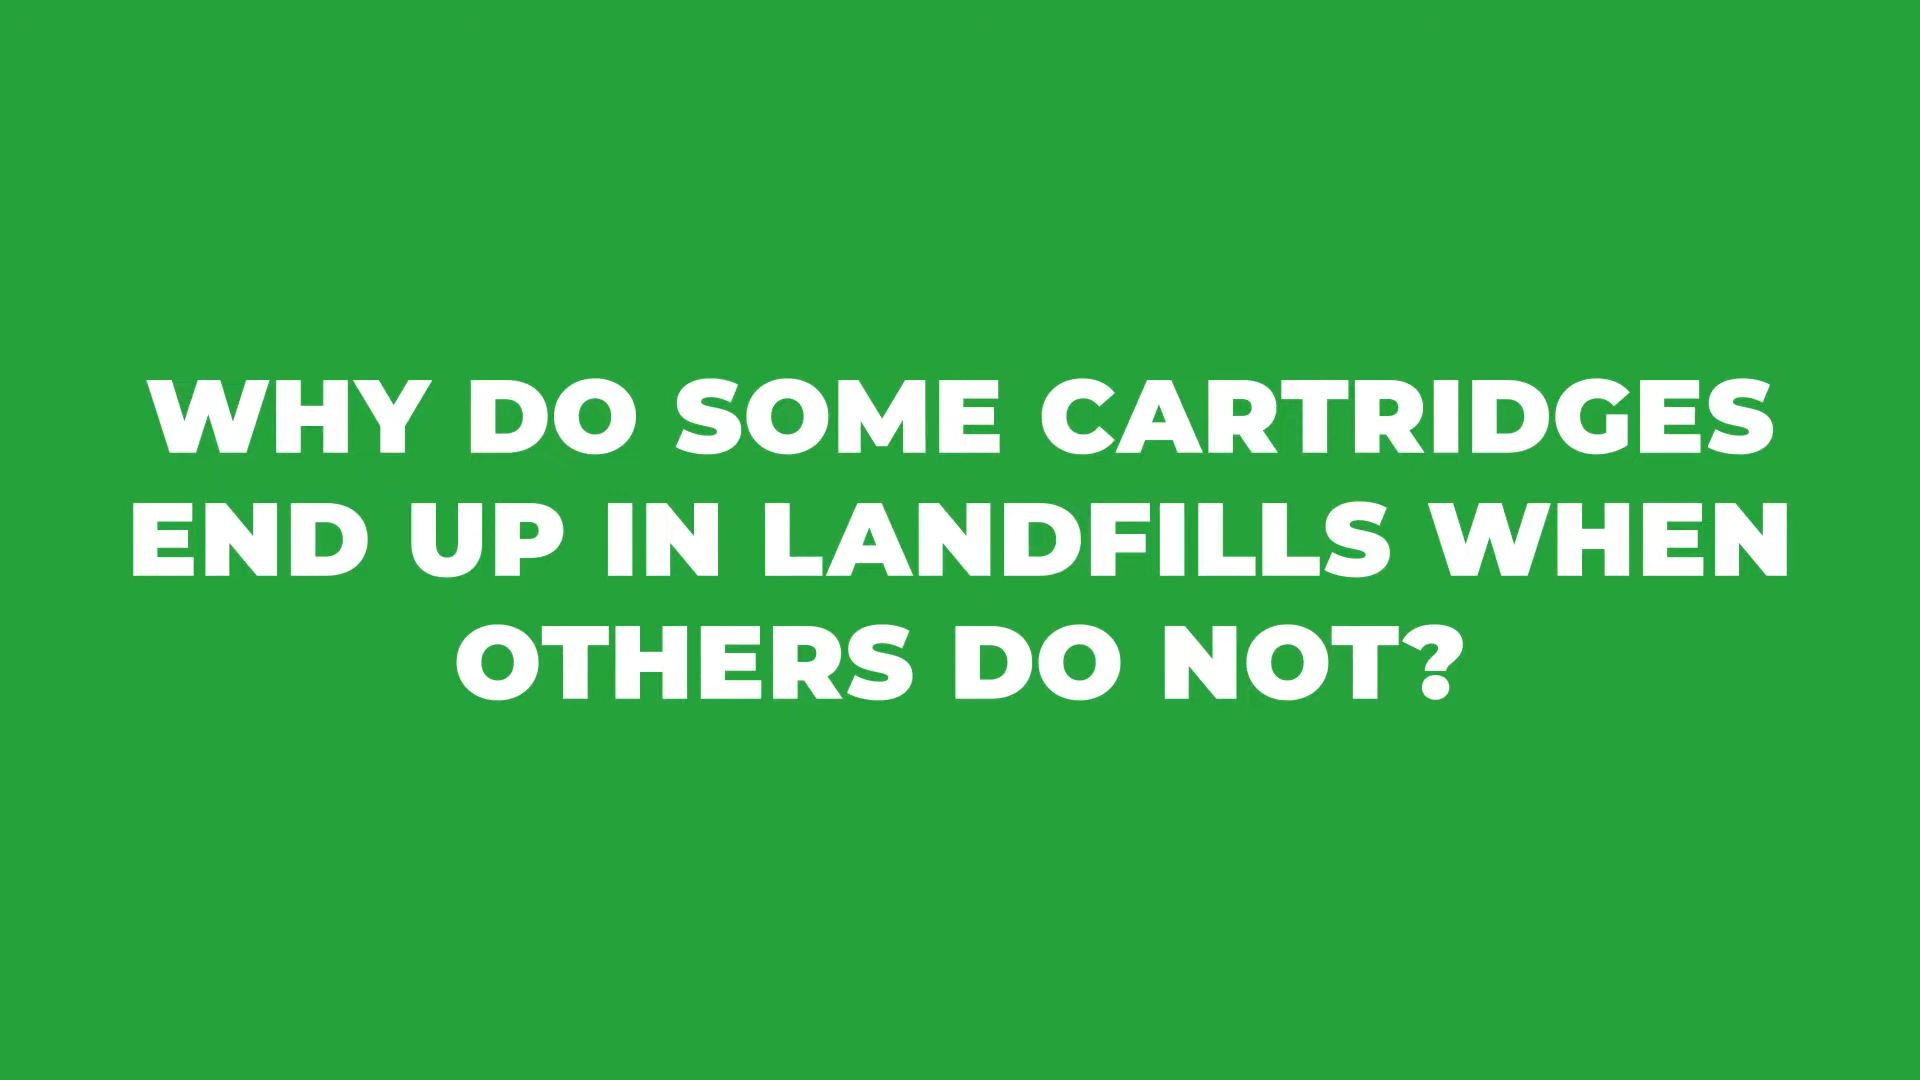 WHY DO SOME CARTRIDGES
END UP IN LANDFILLS WHEN
OTHERS DO NOT?